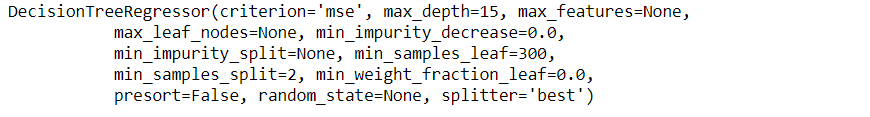 DecisionTreeRegressor(criterion='mse', max_depth=15, max_features=None,
max_leaf_nodes=None, min_impurity_decrease=0.0,
min_impurity_split=None, min_samples_leaf=300,
min_samples_split=2, min_weight_fraction_leaf=0.0,
presort=False, random_state=None, splitter='best')